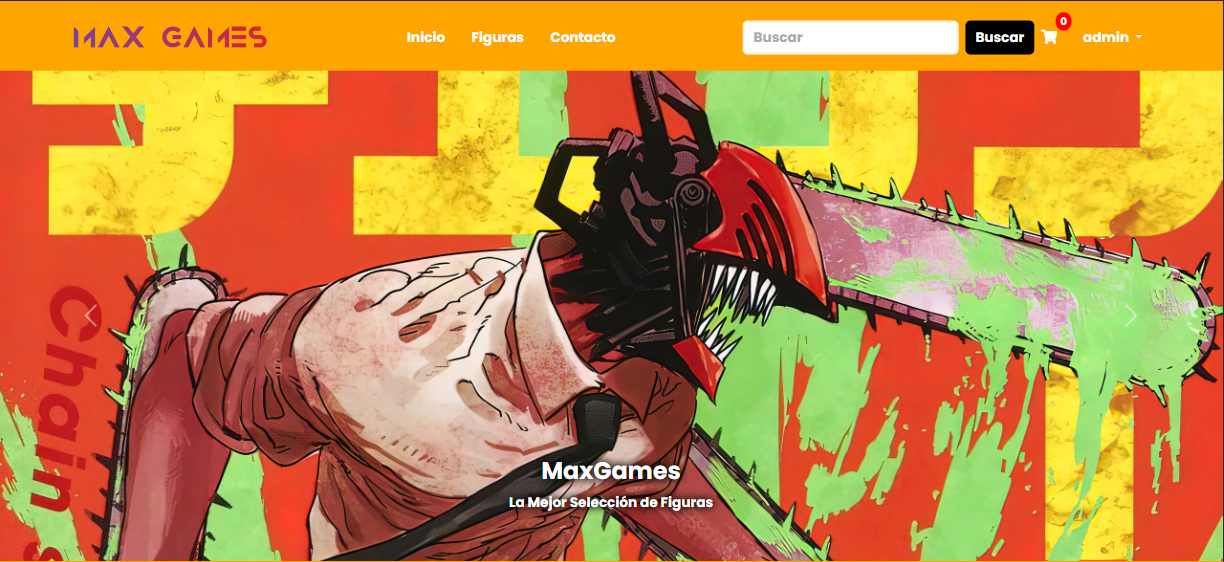 MAX GAMES
Inicio Figuras Contacto
Buscar
Buscar
0
admin
Chain s
MaxGames
La Mejor Selección de Figuras